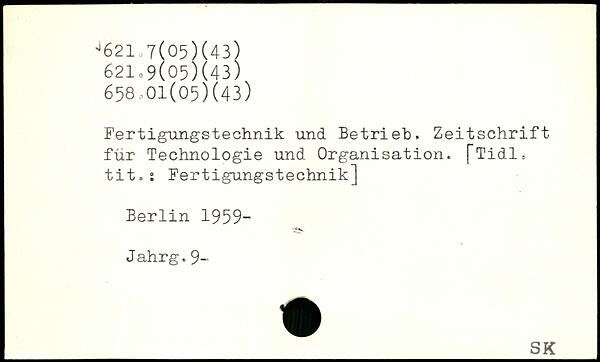 √621.7(05)(43)
621.9(05)(43)
658.01(05)(43)
Fertigungstechnik und Betrieb. Zeitschrift
für Technologie und Organisation. [Tidl.
tit.: Fertigungstechnik]
Berlin 1959-
Jahrg.9-
SK